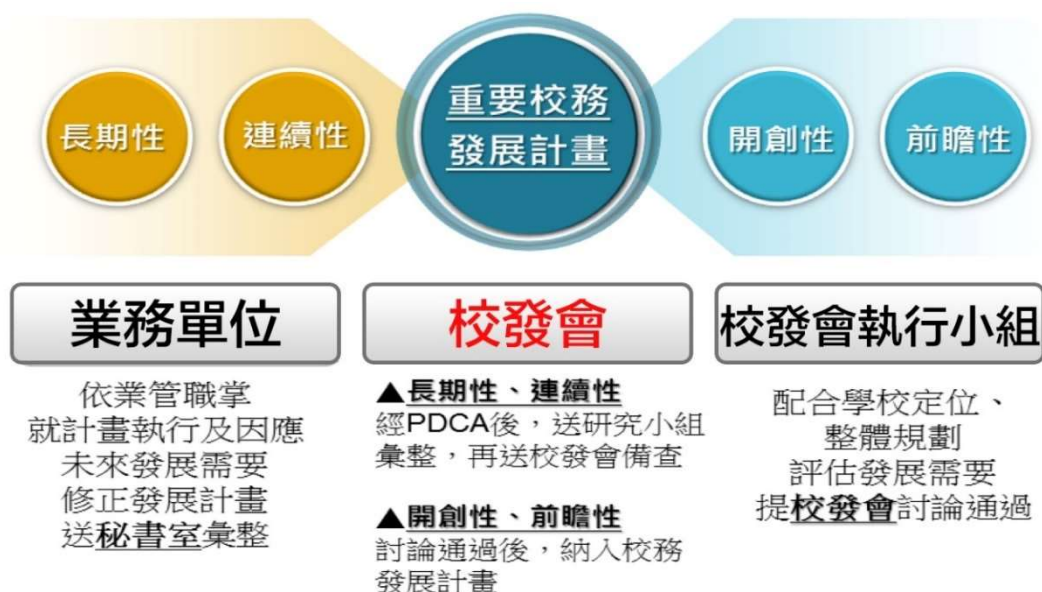 長期性
連續性
重要校務
發展計畫
開創性
前瞻性
業務單位
依業管職掌
就計畫執行及因應
未來發展需要
修正發展計畫
送秘書室彙整
校發會
▲長期性、連續性
經PDCA後，送研究小組
彙整，再送校發會備查
▲開創性、前瞻性
討論通過後，納入校務
發展計畫
校發會執行小組
配合學校定位、
整體規劃
評估發展需要
提校發會討論通過